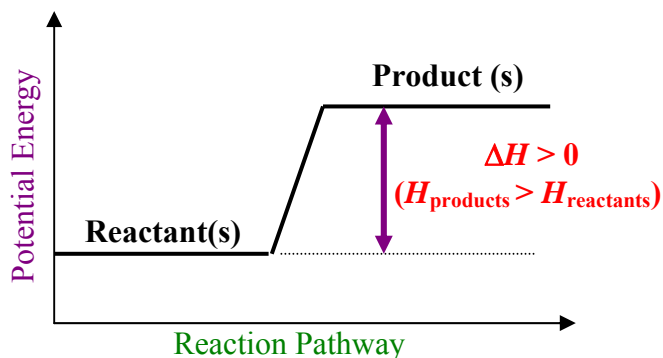 Product (s)
ΔH > 0
(Hproducts > Hreactants)
Reactant(s)
Potential Energy
Reaction Pathway